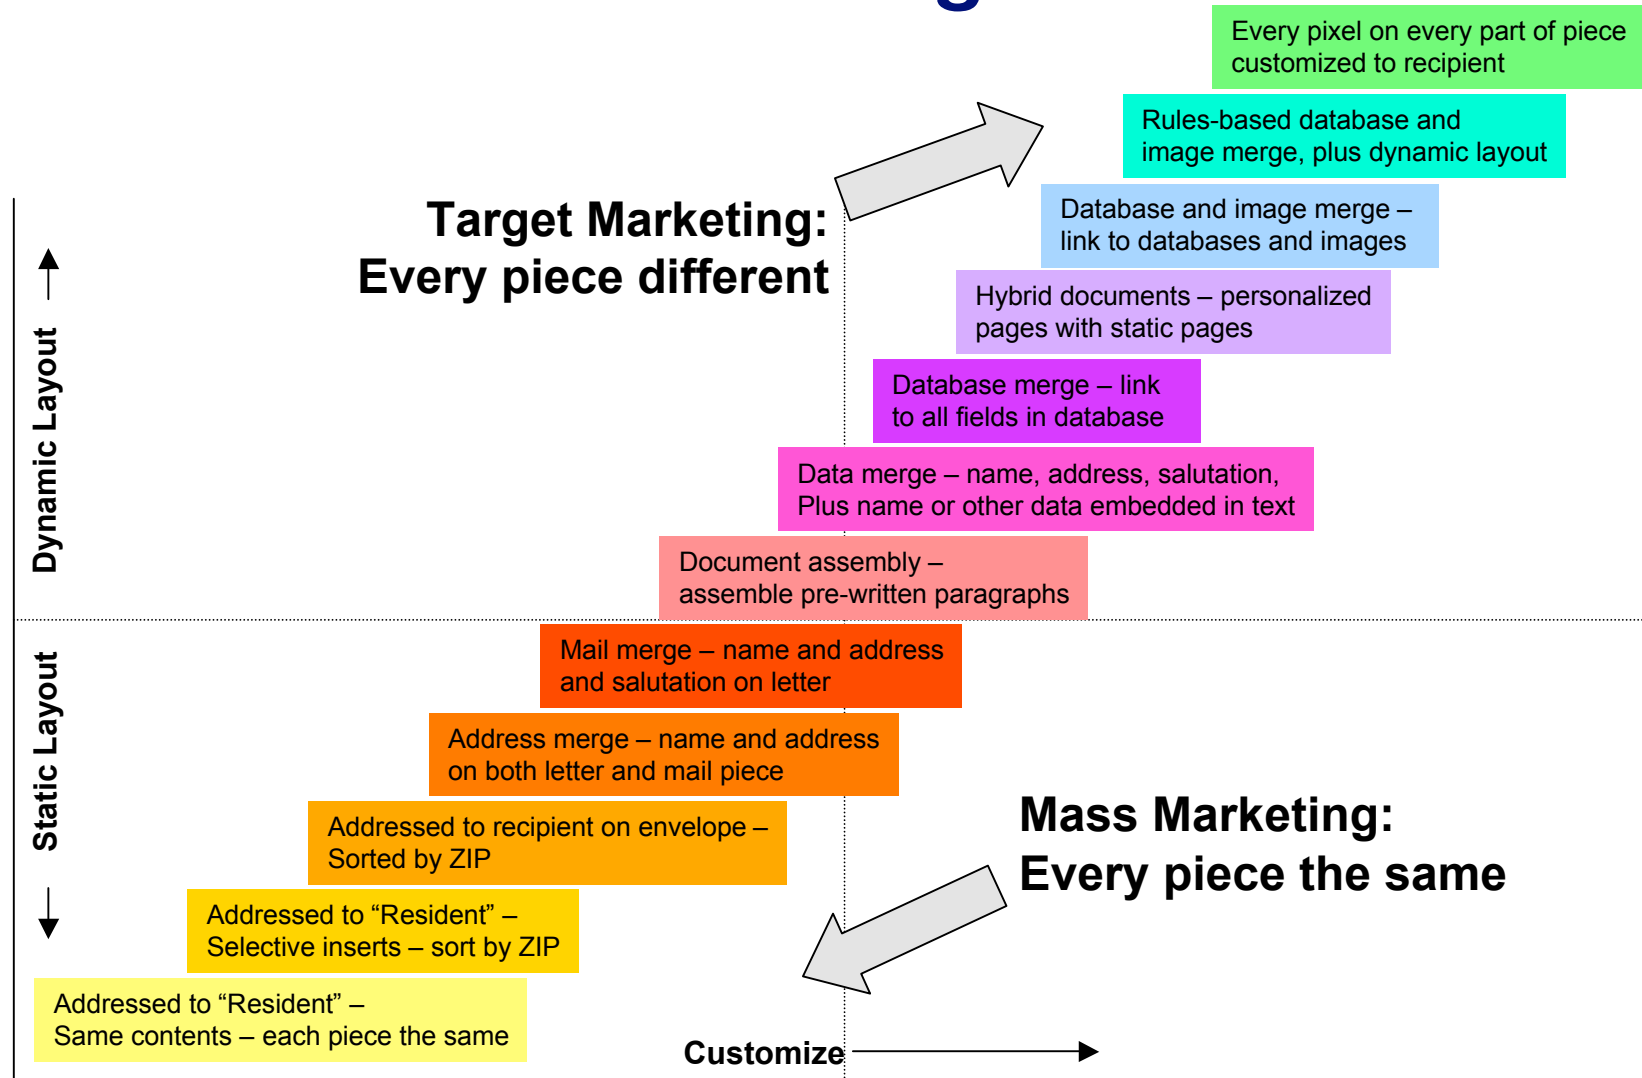 Every pixel on every part of piece
customized to recipient
Rules-based database and
image merge, plus dynamic layout
Target Marketing:
Every piece different
Database and image merge –
link to databases and images
Hybrid documents – personalized
pages with static pages
Dynamic Layout
Database merge – link
to all fields in database
Data merge – name, address, salutation,
Plus name or other data embedded in text
Document assembly –
assemble pre-written paragraphs
Static Layout
Mail merge – name and address
and salutation on letter
Address merge – name and address
on both letter and mail piece
Addressed to recipient on envelope –
Sorted by ZIP
Mass Marketing:
Every piece the same
Addressed to “Resident” –
Selective inserts – sort by ZIP
Addressed to “Resident” –
Same contents – each piece the same
Customize